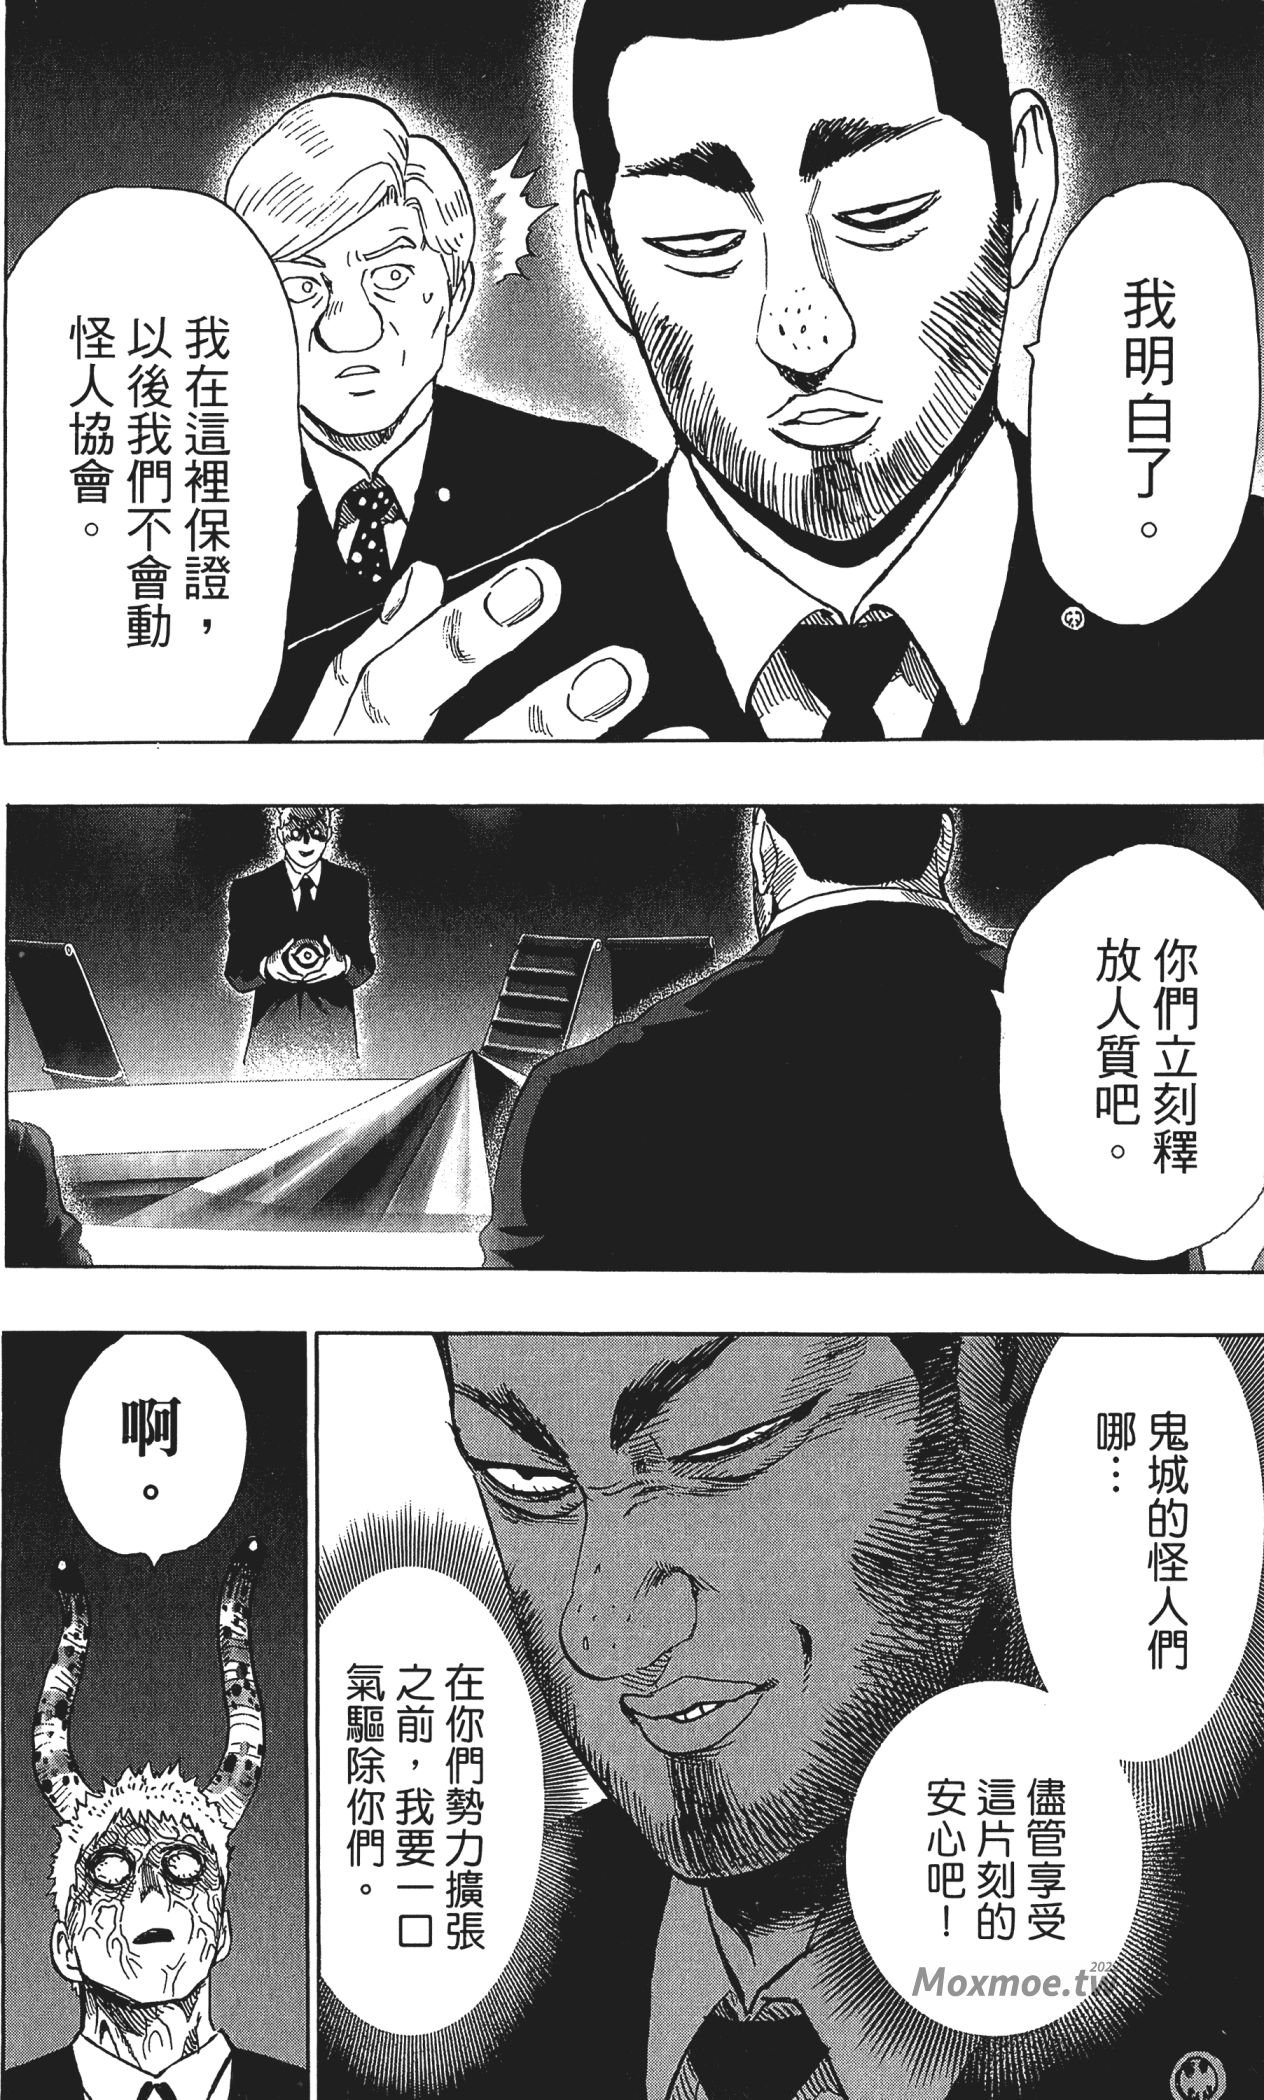 我明白了。
我在這裡保證，
以後我們不會動
怪人協會。
你們立刻釋
放人質吧。
鬼城的怪人們
哪…
儘管享受
這片刻的
安心吧！
在你們勢力擴張
之前，我要一口
氣驅除你們。
啊。
Moxmoe.tw
202